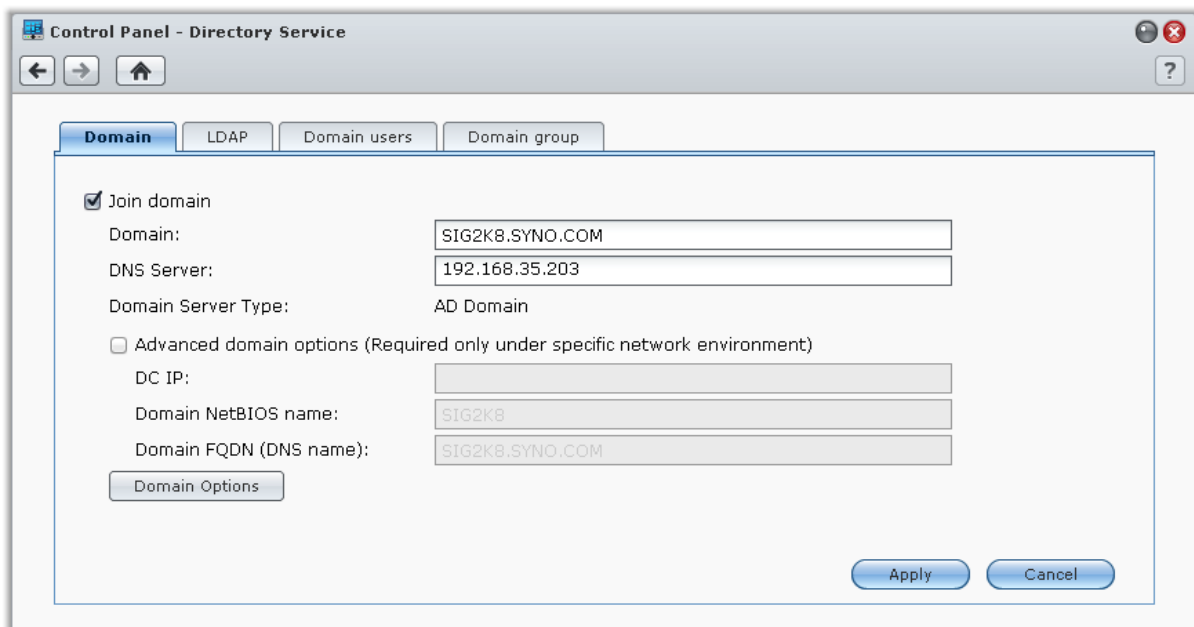 Control Panel - Directory Service
?
Domain LDAP Domain users Domain group
Join domain
Domain: SIG2K8.SYNO.COM
DNS Server: 192.168.35.203
Domain Server Type: AD Domain
Advanced domain options (Required only under specific network environment)
DC IP:
Domain NetBIOS name: SIG2K8
Domain FQDN (DNS name): SIG2K8.SYNO.COM
Domain Options
Apply Cancel